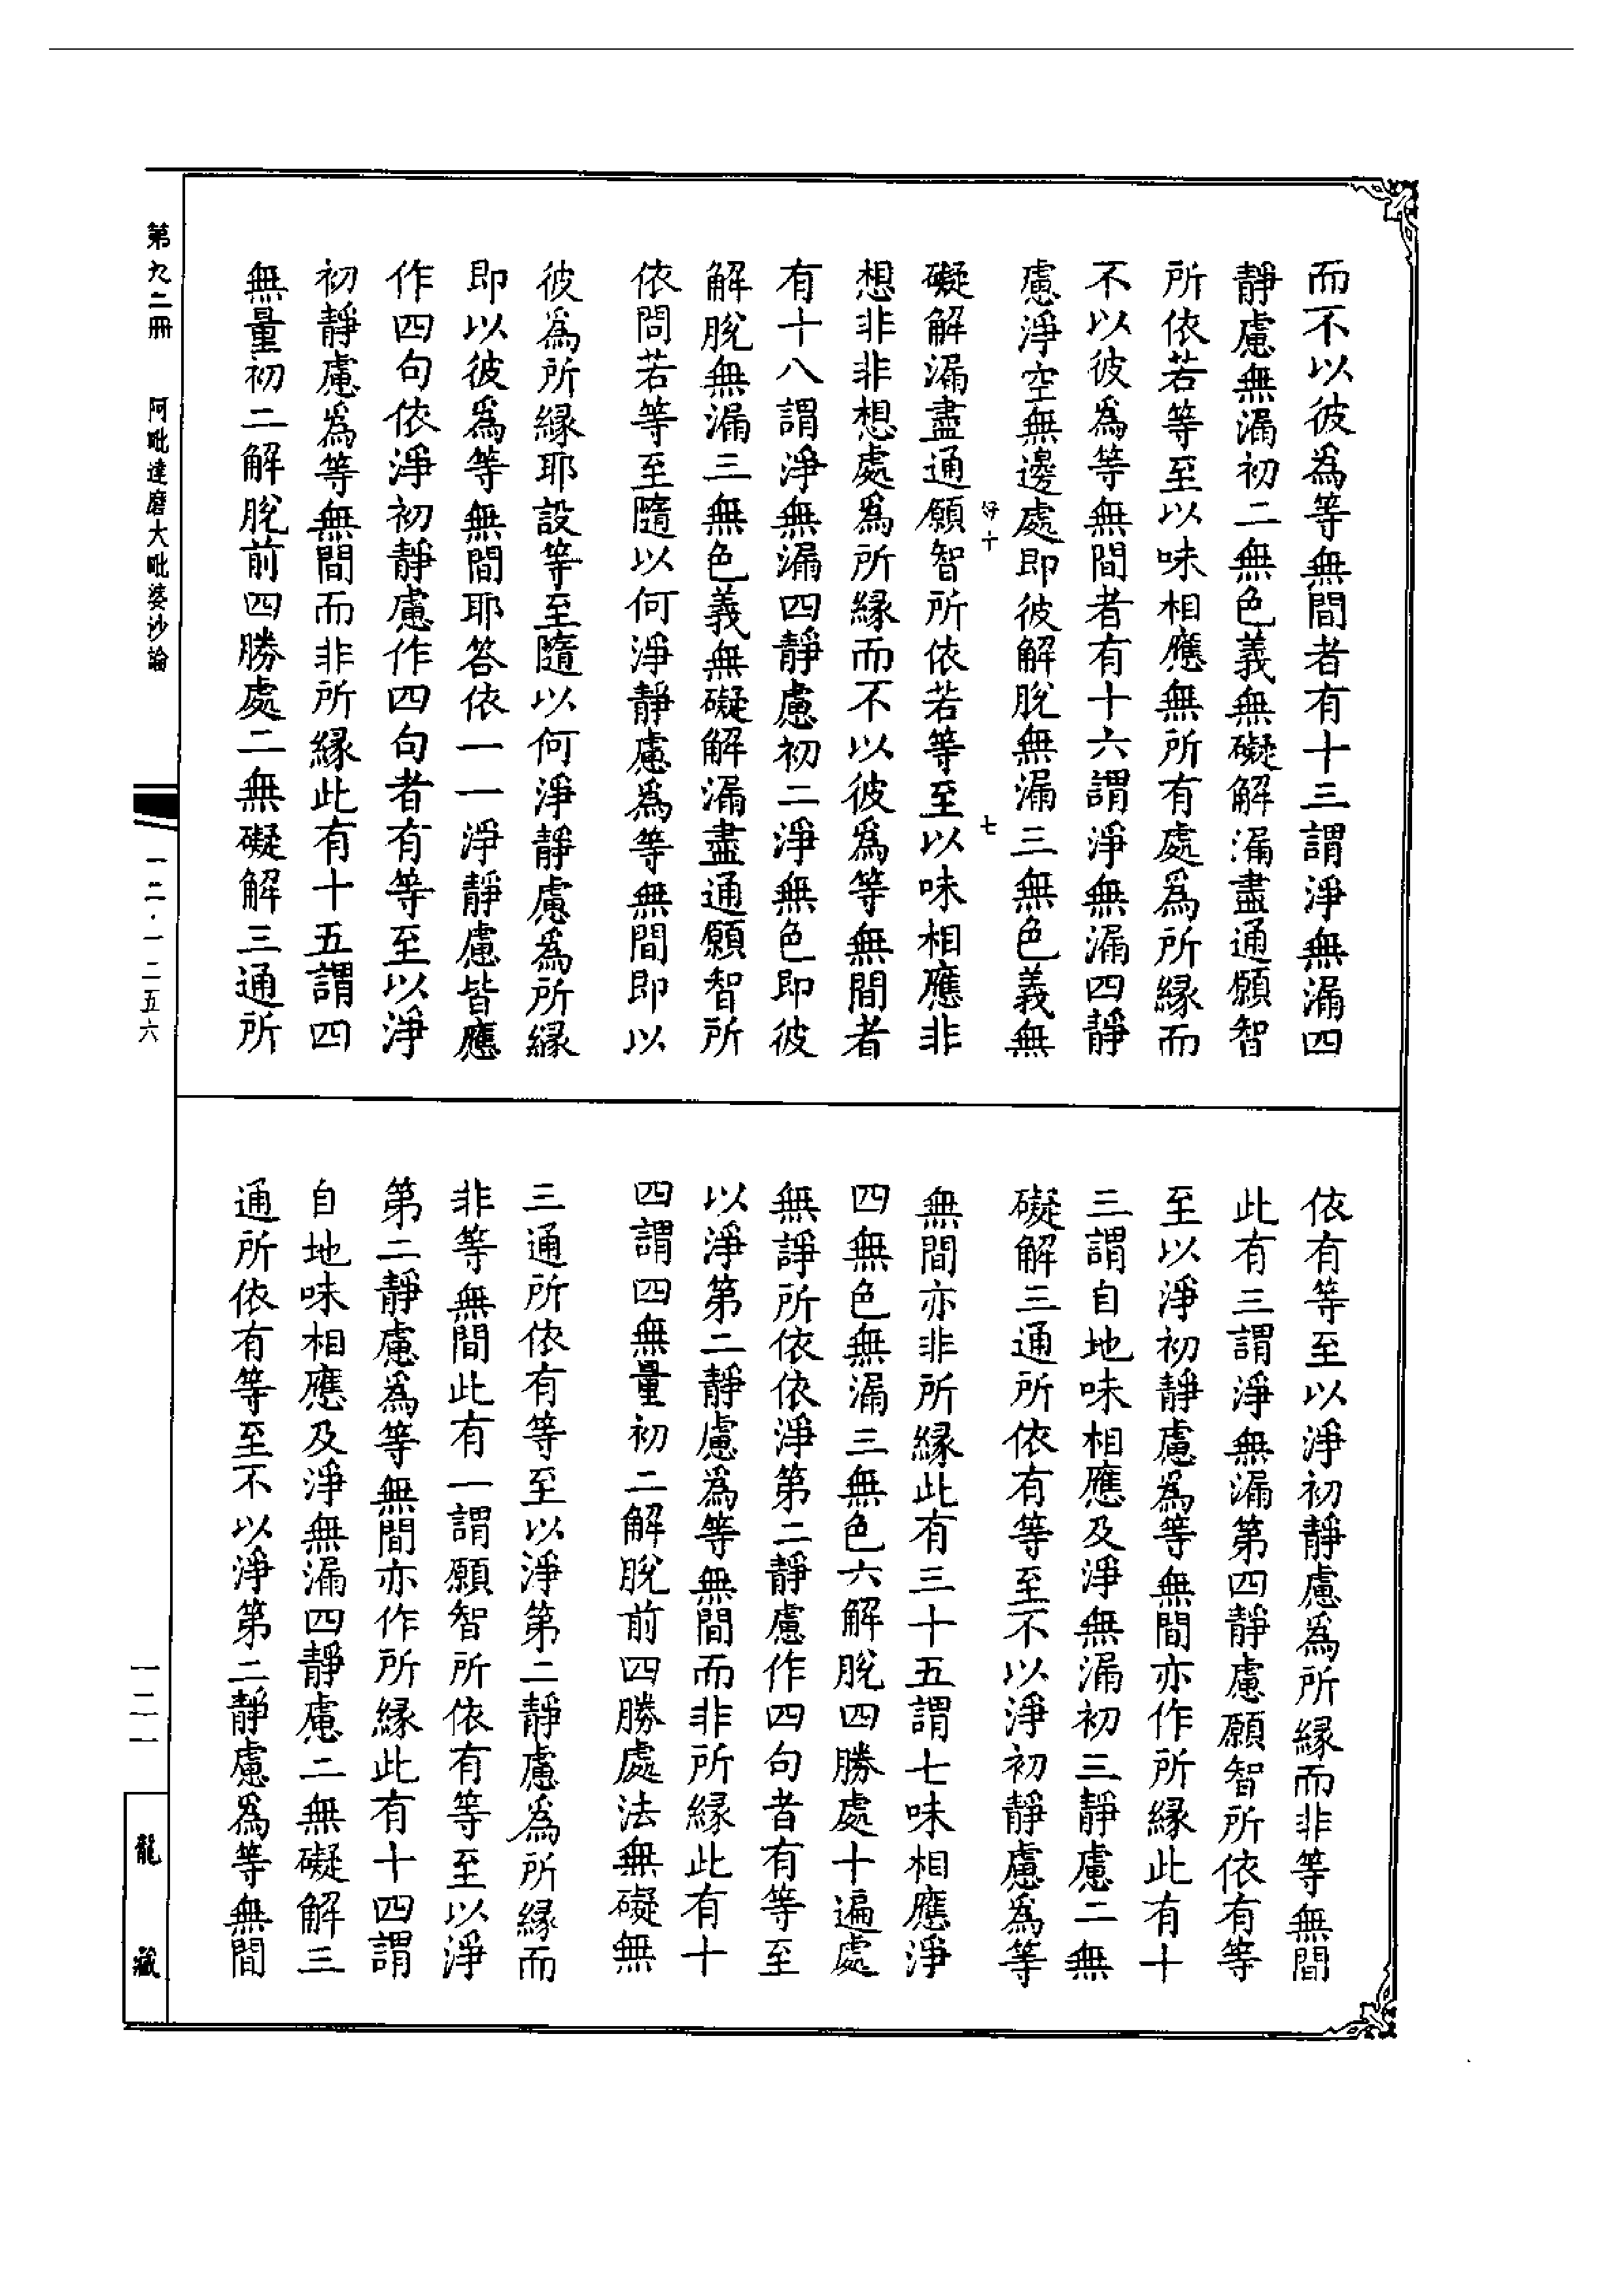 而不以彼爲等無間者有十三謂淨無漏四
靜慮無漏初二無色義無礙解漏盡通願智
所依若等至以味相應無所有處爲所緣而
不以彼爲等無間者有十六謂淨無漏四靜
慮淨空無邊處即彼解脫無漏三無色義無
礙解漏盡通願智所依若等至以味相應非
想非非想處爲所緣而不以彼爲等無間者
有十八謂淨無漏四靜慮初二淨無色即彼
解脫無漏三無色義無礙解漏盡通願智所
依問若等至隨以何淨靜慮爲等無間即以
彼爲所緣耶設等至隨以何淨靜慮爲所緣
即以彼爲等無間耶答依一一淨靜慮皆應
作四句依淨初靜慮作四句者有等至以淨
初靜慮爲等無間而非所緣此有十五謂四
無量初二解脫前四勝處二無礙解三通所
依有等至以淨初靜慮爲所緣而非等無間
此有三謂淨無漏第四靜慮願智所依有等
至以淨初靜慮爲等無間亦作所緣此有十
三謂自地味相應及淨無漏初三靜慮二無
礙解三通所依有等至不以淨初靜慮爲等
無間亦非所緣此有三十五謂七味相應淨
四無色無漏三無色六解脫四勝處十遍處
無諍所依依淨第二靜慮作四句者有等至
以淨第二靜慮爲等無間而非所緣此有十
四謂四無量初二解脫前四勝處法無礙無
三通所依有等至以淨第二靜慮爲所緣而
非等無間此有一謂願智所依有等至以淨
第二靜慮爲等無間亦作所緣此有十四謂
自地味相應及淨無漏四靜慮二無礙解三
通所依有等至不以淨第二靜慮爲等無間
好十
七
第九二冊
阿毗達磨大毗婆沙論
一二·一二五六
一二一
龍藏